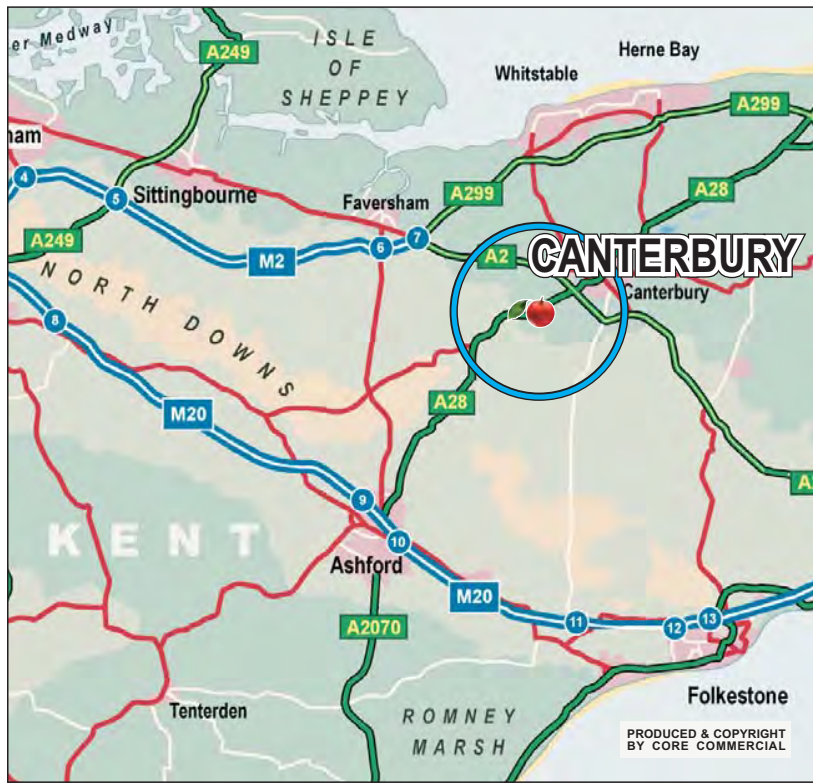 er Medway
A249
ISLE
OF
SHEPPEY
Herne Bay
Whitstable
A299
ham
4
5
Sittingbourne
Faversham
A299
A28
A249
M2
6
7
A2
CANTERBURY
Canterbury
NORTH DOWNS
8
M20
A28
A2
9
10
KENT
Ashford
M20
11
12
13
A2070
Tenterden
ROMNEY
MARSH
Folkestone
PRODUCED & COPYRIGHT
BY CORE COMMERCIAL